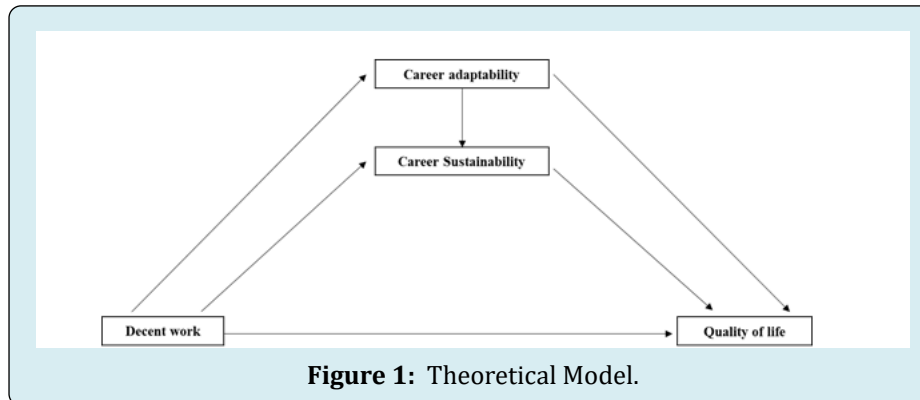 Career adaptability
Career Sustainability
Decent work
Quality of life
Figure 1: Theoretical Model.